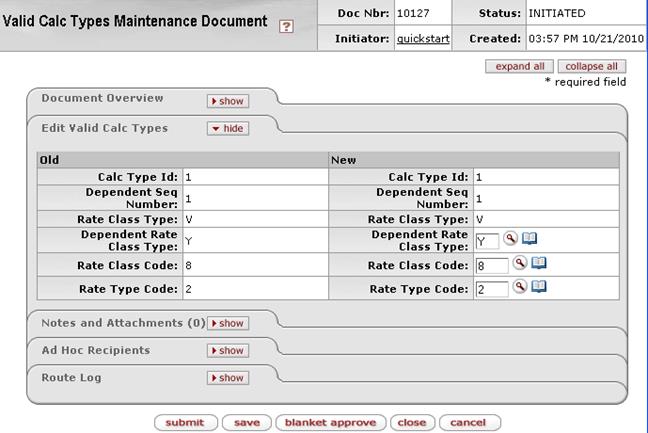 Valid Calc Types Maintenance Document ?
Doc Nbr: 10127 Status: INITIATED
Initiator: quickstart Created: 03:57 PM 10/21/2010
expand all collapse all
* required field
Document Overview show
Edit Valid Calc Types hide
Old New
Calc Type Id: 1 Calc Type Id: 1
Dependent Seq Number: 1 Dependent Seq Number: 1
Rate Class Type: V Rate Class Type: V
Dependent Rate Class Type: Y Dependent Rate Class Type: Y
Rate Class Code: 8 Rate Class Code: 8
Rate Type Code: 2 Rate Type Code: 2
Notes and Attachments (0) show
Ad Hoc Recipients show
Route Log show
submit save blanket approve close cancel